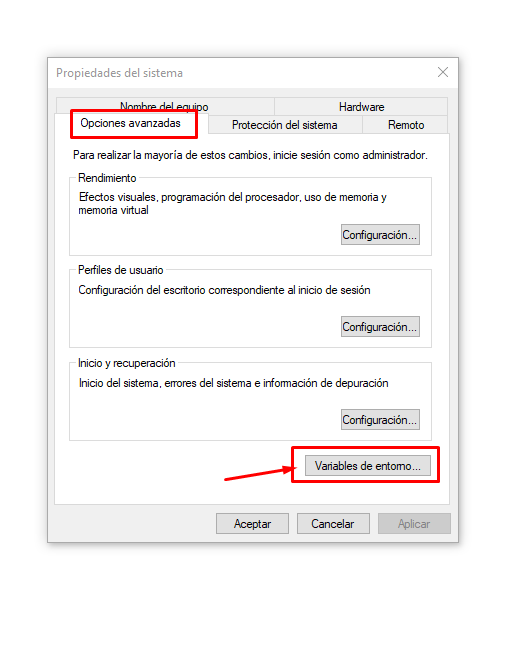 Propiedades del sistema
Nombre del equipo
Hardware
Opciones avanzadas
Protección del sistema
Remoto
Para realizar la mayoría de estos cambios, inicie sesión como administrador.
Rendimiento
Efectos visuales, programación del procesador, uso de memoria y
memoria virtual
Configuración...
Perfiles de usuario
Configuración del escritorio correspondiente al inicio de sesión
Configuración...
Inicio y recuperación
Inicio del sistema, errores del sistema e información de depuración
Configuración...
Variables de entorno...
Aceptar
Cancelar
Aplicar